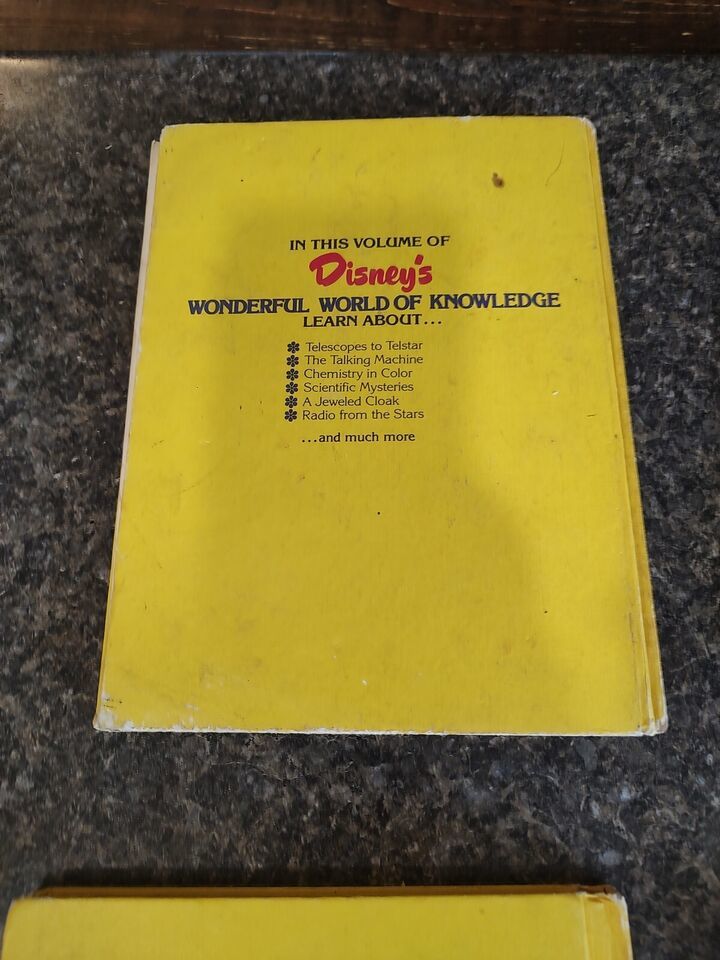 IN THIS VOLUME OF
Disney's
WONDERFUL WORLD OF KNOWLEDGE
LEARN ABOUT...
✽ Telescopes to Telstar
✽ The Talking Machine
✽ Chemistry in Color
✽ Scientific Mysteries
✽ A Jeweled Cloak
✽ Radio from the Stars
...and much more